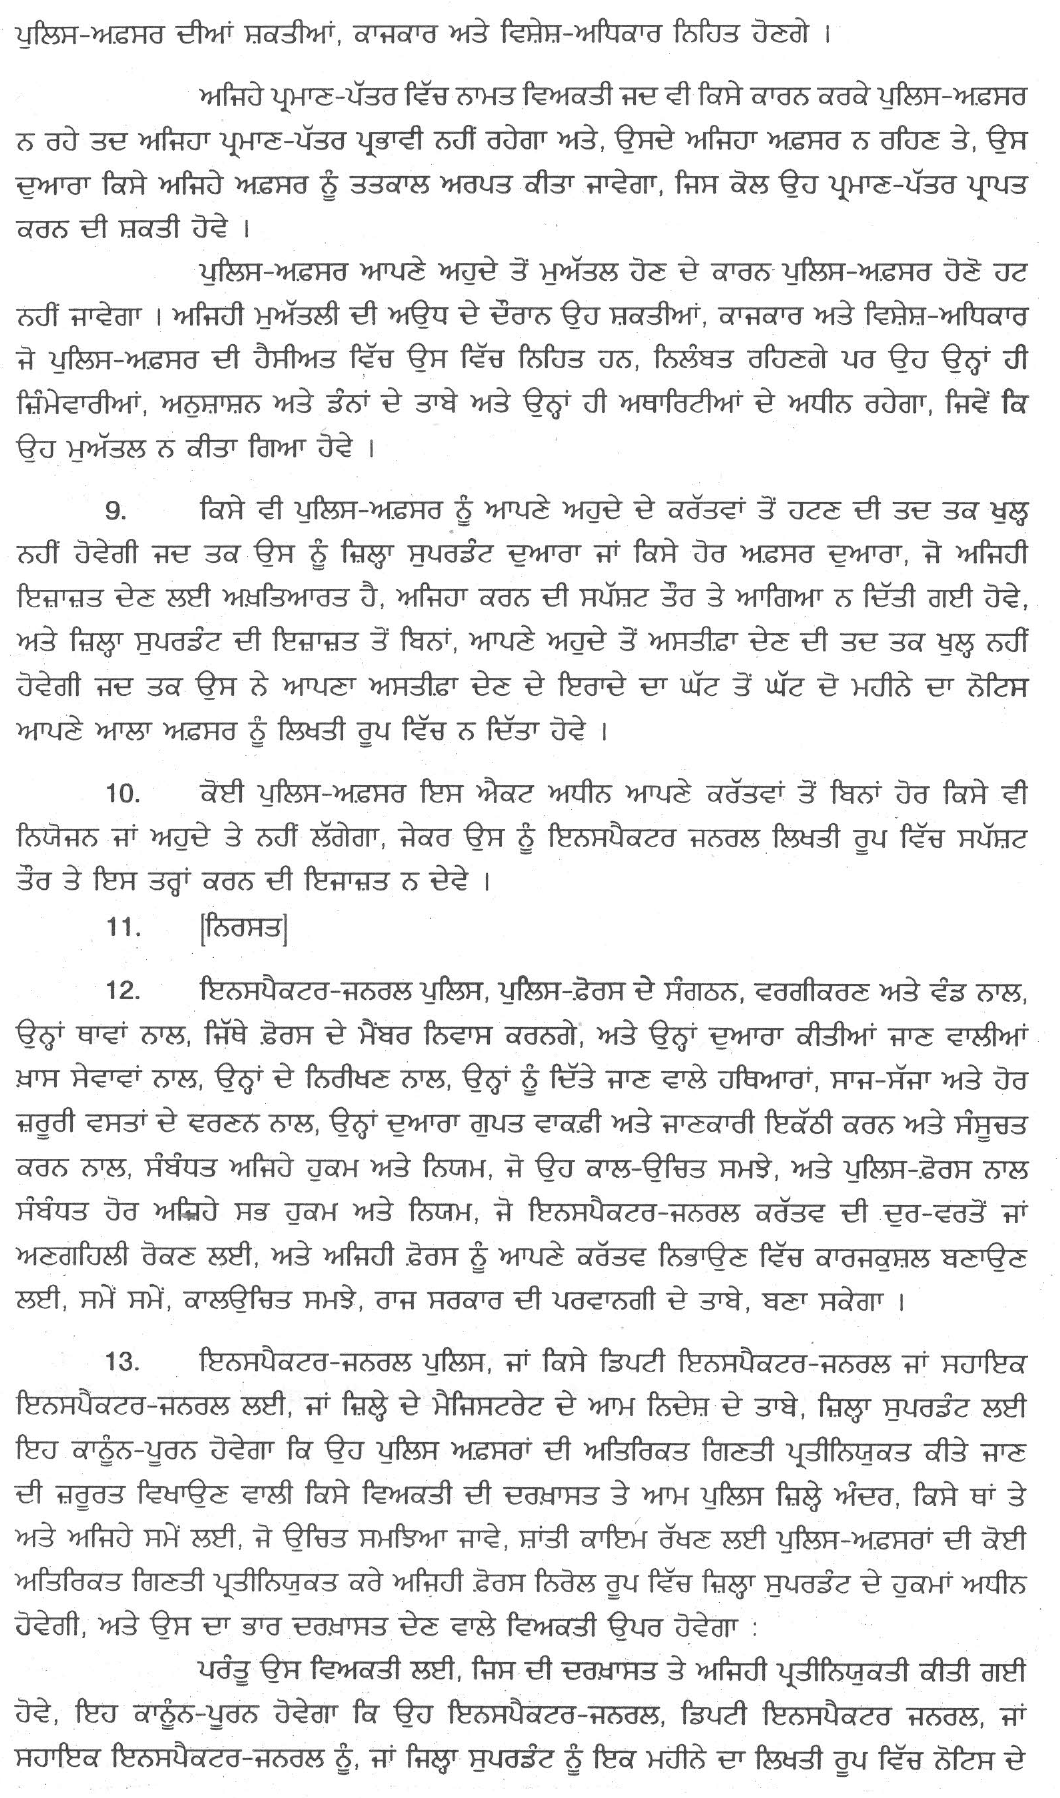 ਪੁਲਿਸ-ਅਫ਼ਸਰ ਦੀਆਂ ਸ਼ਕਤੀਆਂ, ਕਾਜਕਾਰ ਅਤੇ ਵਿਸ਼ੇਸ਼-ਅਧਿਕਾਰ ਨਿਹਿਤ ਹੋਣਗੇ ।
ਅਜਿਹੇ ਪ੍ਰਮਾਣ-ਪੱਤਰ ਵਿੱਚ ਨਾਮਤ ਵਿਅਕਤੀ ਜਦ ਵੀ ਕਿਸੇ ਕਾਰਨ ਕਰਕੇ ਪੁਲਿਸ-ਅਫ਼ਸਰ
ਨ ਰਹੇ ਤਦ ਅਜਿਹਾ ਪ੍ਰਮਾਣ-ਪੱਤਰ ਪ੍ਰਭਾਵੀ ਨਹੀਂ ਰਹੇਗਾ ਅਤੇ, ਉਸਦੇ ਅਜਿਹਾ ਅਫ਼ਸਰ ਨ ਰਹਿਣ ਤੇ, ਉਸ
ਦੁਆਰਾ ਕਿਸੇ ਅਜਿਹੇ ਅਫ਼ਸਰ ਨੂੰ ਤਤਕਾਲ ਅਰਪਤ ਕੀਤਾ ਜਾਵੇਗਾ, ਜਿਸ ਕੋਲ ਉਹ ਪ੍ਰਮਾਣ-ਪੱਤਰ ਪ੍ਰਾਪਤ
ਕਰਨ ਦੀ ਸ਼ਕਤੀ ਹੋਵੇ ।
ਪੁਲਿਸ-ਅਫ਼ਸਰ ਆਪਣੇ ਅਹੁਦੇ ਤੋਂ ਮੁਅੱਤਲ ਹੋਣ ਦੇ ਕਾਰਨ ਪੁਲਿਸ-ਅਫ਼ਸਰ ਹੋਣੋ ਹਟ
ਨਹੀਂ ਜਾਵੇਗਾ । ਅਜਿਹੀ ਮੁਅੱਤਲੀ ਦੀ ਅਉਧ ਦੇ ਦੌਰਾਨ ਉਹ ਸ਼ਕਤੀਆਂ, ਕਾਜਕਾਰ ਅਤੇ ਵਿਸ਼ੇਸ਼-ਅਧਿਕਾਰ
ਜੋ ਪੁਲਿਸ-ਅਫ਼ਸਰ ਦੀ ਹੈਸੀਅਤ ਵਿੱਚ ਉਸ ਵਿੱਚ ਨਿਹਿਤ ਹਨ, ਨਿਲੰਬਤ ਰਹਿਣਗੇ ਪਰ ਉਹ ਉਨ੍ਹਾਂ ਹੀ
ਜ਼ਿੰਮੇਵਾਰੀਆਂ, ਅਨੁਸ਼ਾਸ਼ਨ ਅਤੇ ਡੰਨਾਂ ਦੇ ਤਾਬੇ ਅਤੇ ਉਨ੍ਹਾਂ ਹੀ ਅਥਾਰਿਟੀਆਂ ਦੇ ਅਧੀਨ ਰਹੇਗਾ, ਜਿਵੇਂ ਕਿ
ਉਹ ਮੁਅੱਤਲ ਨ ਕੀਤਾ ਗਿਆ ਹੋਵੇ ।
9. ਕਿਸੇ ਵੀ ਪੁਲਿਸ-ਅਫ਼ਸਰ ਨੂੰ ਆਪਣੇ ਅਹੁਦੇ ਦੇ ਕਰੱਤਵਾਂ ਤੋਂ ਹਟਣ ਦੀ ਤਦ ਤਕ ਖੁਲ੍ਹ
ਨਹੀਂ ਹੋਵੇਗੀ ਜਦ ਤਕ ਉਸ ਨੂੰ ਜ਼ਿਲ੍ਹਾ ਸੁਪਰਡੰਟ ਦੁਆਰਾ ਜਾਂ ਕਿਸੇ ਹੋਰ ਅਫ਼ਸਰ ਦੁਆਰਾ, ਜੋ ਅਜਿਹੀ
ਇਜ਼ਾਜ਼ਤ ਦੇਣ ਲਈ ਅਖ਼ਤਿਆਰਤ ਹੈ, ਅਜਿਹਾ ਕਰਨ ਦੀ ਸਪੱਸ਼ਟ ਤੌਰ ਤੇ ਆਗਿਆ ਨ ਦਿੱਤੀ ਗਈ ਹੋਵੇ,
ਅਤੇ ਜ਼ਿਲ੍ਹਾ ਸੁਪਰਡੰਟ ਦੀ ਇਜ਼ਾਜ਼ਤ ਤੋਂ ਬਿਨਾਂ, ਆਪਣੇ ਅਹੁਦੇ ਤੋਂ ਅਸਤੀਫ਼ਾ ਦੇਣ ਦੀ ਤਦ ਤਕ ਖੁਲ੍ਹ ਨਹੀਂ
ਹੋਵੇਗੀ ਜਦ ਤਕ ਉਸ ਨੇ ਆਪਣਾ ਅਸਤੀਫ਼ਾ ਦੇਣ ਦੇ ਇਰਾਦੇ ਦਾ ਘੱਟ ਤੋਂ ਘੱਟ ਦੋ ਮਹੀਨੇ ਦਾ ਨੋਟਿਸ
ਆਪਣੇ ਆਲਾ ਅਫ਼ਸਰ ਨੂੰ ਲਿਖਤੀ ਰੂਪ ਵਿੱਚ ਨ ਦਿੱਤਾ ਹੋਵੇ ।
10. ਕੋਈ ਪੁਲਿਸ-ਅਫ਼ਸਰ ਇਸ ਐਕਟ ਅਧੀਨ ਆਪਣੇ ਕਰੱਤਵਾਂ ਤੋਂ ਬਿਨਾਂ ਹੋਰ ਕਿਸੇ ਵੀ
ਨਿਯੋਜਨ ਜਾਂ ਅਹੁਦੇ ਤੇ ਨਹੀਂ ਲੱਗੇਗਾ, ਜੇਕਰ ਉਸ ਨੂੰ ਇਨਸਪੈਕਟਰ ਜਨਰਲ ਲਿਖਤੀ ਰੂਪ ਵਿੱਚ ਸਪੱਸ਼ਟ
ਤੌਰ ਤੇ ਇਸ ਤਰ੍ਹਾਂ ਕਰਨ ਦੀ ਇਜਾਜ਼ਤ ਨ ਦੇਵੇ ।
11. [ਨਿਰਸਤ]
12. ਇਨਸਪੈਕਟਰ-ਜਨਰਲ ਪੁਲਿਸ, ਪੁਲਿਸ-ਫ਼ੋਰਸ ਦੇ ਸੰਗਠਨ, ਵਰਗੀਕਰਣ ਅਤੇ ਵੰਡ ਨਾਲ,
ਉਨ੍ਹਾਂ ਥਾਵਾਂ ਨਾਲ, ਜਿੱਥੇ ਫ਼ੋਰਸ ਦੇ ਮੈਂਬਰ ਨਿਵਾਸ ਕਰਨਗੇ, ਅਤੇ ਉਨ੍ਹਾਂ ਦੁਆਰਾ ਕੀਤੀਆਂ ਜਾਣ ਵਾਲੀਆਂ
ਖ਼ਾਸ ਸੇਵਾਵਾਂ ਨਾਲ, ਉਨ੍ਹਾਂ ਦੇ ਨਿਰੀਖਣ ਨਾਲ, ਉਨ੍ਹਾਂ ਨੂੰ ਦਿੱਤੇ ਜਾਣ ਵਾਲੇ ਹਥਿਆਰਾਂ, ਸਾਜ-ਸੱਜਾ ਅਤੇ ਹੋਰ
ਜ਼ਰੂਰੀ ਵਸਤਾਂ ਦੇ ਵਰਣਨ ਨਾਲ, ਉਨ੍ਹਾਂ ਦੁਆਰਾ ਗੁਪਤ ਵਾਕਫ਼ੀ ਅਤੇ ਜਾਣਕਾਰੀ ਇਕੱਠੀ ਕਰਨ ਅਤੇ ਸੰਸੂਚਤ
ਕਰਨ ਨਾਲ, ਸੰਬੰਧਤ ਅਜਿਹੇ ਹੁਕਮ ਅਤੇ ਨਿਯਮ, ਜੋ ਉਹ ਕਾਲ-ਉਚਿਤ ਸਮਝੇ, ਅਤੇ ਪੁਲਿਸ-ਫ਼ੋਰਸ ਨਾਲ
ਸੰਬੰਧਤ ਹੋਰ ਅਜਿਹੇ ਸਭ ਹੁਕਮ ਅਤੇ ਨਿਯਮ, ਜੋ ਇਨਸਪੈਕਟਰ-ਜਨਰਲ ਕਰੱਤਵ ਦੀ ਦੁਰ-ਵਰਤੋਂ ਜਾਂ
ਅਣਗਹਿਲੀ ਰੋਕਣ ਲਈ, ਅਤੇ ਅਜਿਹੀ ਫ਼ੋਰਸ ਨੂੰ ਆਪਣੇ ਕਰੱਤਵ ਨਿਭਾਉਣ ਵਿੱਚ ਕਾਰਜਕੁਸ਼ਲ ਬਣਾਉਣ
ਲਈ, ਸਮੇਂ ਸਮੇਂ, ਕਾਲਉਚਿਤ ਸਮਝੇ, ਰਾਜ ਸਰਕਾਰ ਦੀ ਪਰਵਾਨਗੀ ਦੇ ਤਾਬੇ, ਬਣਾ ਸਕੇਗਾ ।
13. ਇਨਸਪੈਕਟਰ-ਜਨਰਲ ਪੁਲਿਸ, ਜਾਂ ਕਿਸੇ ਡਿਪਟੀ ਇਨਸਪੈਕਟਰ-ਜਨਰਲ ਜਾਂ ਸਹਾਇਕ
ਇਨਸਪੈਕਟਰ-ਜਨਰਲ ਲਈ, ਜਾਂ ਜ਼ਿਲ੍ਹੇ ਦੇ ਮੈਜਿਸਟਰੇਟ ਦੇ ਆਮ ਨਿਦੇਸ਼ ਦੇ ਤਾਬੇ, ਜ਼ਿਲ੍ਹਾ ਸੁਪਰਡੰਟ ਲਈ
ਇਹ ਕਾਨੂੰਨ-ਪੂਰਨ ਹੋਵੇਗਾ ਕਿ ਉਹ ਪੁਲਿਸ ਅਫ਼ਸਰਾਂ ਦੀ ਅਤਿਰਿਕਤ ਗਿਣਤੀ ਪ੍ਰਤੀਨਿਯੁਕਤ ਕੀਤੇ ਜਾਣ
ਦੀ ਜ਼ਰੂਰਤ ਵਿਖਾਉਣ ਵਾਲੀ ਕਿਸੇ ਵਿਅਕਤੀ ਦੀ ਦਰਖ਼ਾਸਤ ਤੇ ਆਮ ਪੁਲਿਸ ਜ਼ਿਲ੍ਹੇ ਅੰਦਰ, ਕਿਸੇ ਥਾਂ ਤੇ
ਅਤੇ ਅਜਿਹੇ ਸਮੇਂ ਲਈ, ਜੋ ਉਚਿਤ ਸਮਝਿਆ ਜਾਵੇ, ਸ਼ਾਂਤੀ ਕਾਇਮ ਰੱਖਣ ਲਈ ਪੁਲਿਸ-ਅਫ਼ਸਰਾਂ ਦੀ ਕੋਈ
ਅਤਿਰਿਕਤ ਗਿਣਤੀ ਪ੍ਰਤੀਨਿਯੁਕਤ ਕਰੇ ਅਜਿਹੀ ਫ਼ੋਰਸ ਨਿਰੋਲ ਰੂਪ ਵਿੱਚ ਜ਼ਿਲ੍ਹਾ ਸੁਪਰਡੰਟ ਦੇ ਹੁਕਮਾਂ ਅਧੀਨ
ਹੋਵੇਗੀ, ਅਤੇ ਉਸ ਦਾ ਭਾਰ ਦਰਖ਼ਾਸਤ ਦੇਣ ਵਾਲੇ ਵਿਅਕਤੀ ਉਪਰ ਹੋਵੇਗਾ :
ਪਰੰਤੂ ਉਸ ਵਿਅਕਤੀ ਲਈ, ਜਿਸ ਦੀ ਦਰਖ਼ਾਸਤ ਤੇ ਅਜਿਹੀ ਪ੍ਰਤੀਨਿਯੁਕਤੀ ਕੀਤੀ ਗਈ
ਹੋਵੇ, ਇਹ ਕਾਨੂੰਨ-ਪੂਰਨ ਹੋਵੇਗਾ ਕਿ ਉਹ ਇਨਸਪੈਕਟਰ-ਜਨਰਲ, ਡਿਪਟੀ ਇਨਸਪੈਕਟਰ ਜਨਰਲ, ਜਾਂ
ਸਹਾਇਕ ਇਨਸਪੈਕਟਰ-ਜਨਰਲ ਨੂੰ, ਜਾਂ ਜਿਲ੍ਹਾ ਸੁਪਰਡੰਟ ਨੂੰ ਇਕ ਮਹੀਨੇ ਦਾ ਲਿਖਤੀ ਰੂਪ ਵਿੱਚ ਨੋਟਿਸ ਦੇ